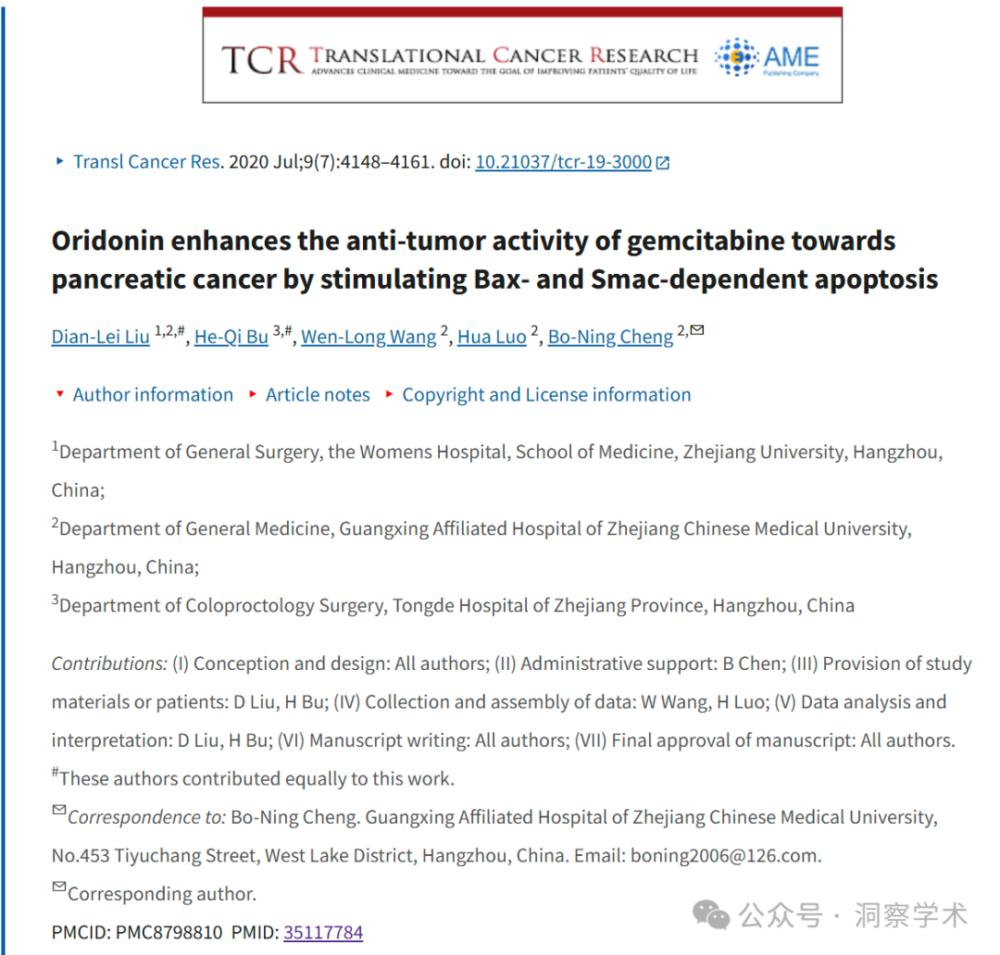 TCR TRANSLATIONAL CANCER RESEARCH
ADVANCES CLINICAL MEDICINE TOWARD THE GOAL OF IMPROVING PATIENTS' QUALITY OF LIFE
AME
Publishing Company
Transl Cancer Res. 2020 Jul;9(7):4148–4161. doi: 10.21037/tcr-19-3000
Oridonin enhances the anti-tumor activity of gemcitabine towards
pancreatic cancer by stimulating Bax- and Smac-dependent apoptosis
Dian-Lei Liu 1,2,#, He-Qi Bu 3,#, Wen-Long Wang 2, Hua Luo 2, Bo-Ning Cheng 2,✉
Author information Article notes Copyright and License information
1Department of General Surgery, the Womens Hospital, School of Medicine, Zhejiang University, Hangzhou,
China;
2Department of General Medicine, Guangxing Affiliated Hospital of Zhejiang Chinese Medical University,
Hangzhou, China;
3Department of Coloproctology Surgery, Tongde Hospital of Zhejiang Province, Hangzhou, China
Contributions: (I) Conception and design: All authors; (II) Administrative support: B Chen; (III) Provision of study
materials or patients: D Liu, H Bu; (IV) Collection and assembly of data: W Wang, H Luo; (V) Data analysis and
interpretation: D Liu, H Bu; (VI) Manuscript writing: All authors; (VII) Final approval of manuscript: All authors.
#These authors contributed equally to this work.
✉Correspondence to: Bo-Ning Cheng. Guangxing Affiliated Hospital of Zhejiang Chinese Medical University,
No.453 Tiyuchang Street, West Lake District, Hangzhou, China. Email: boning2006@126.com.
✉Corresponding author.
PMCID: PMC8798810 PMID: 35117784
公众号 · 洞察学术